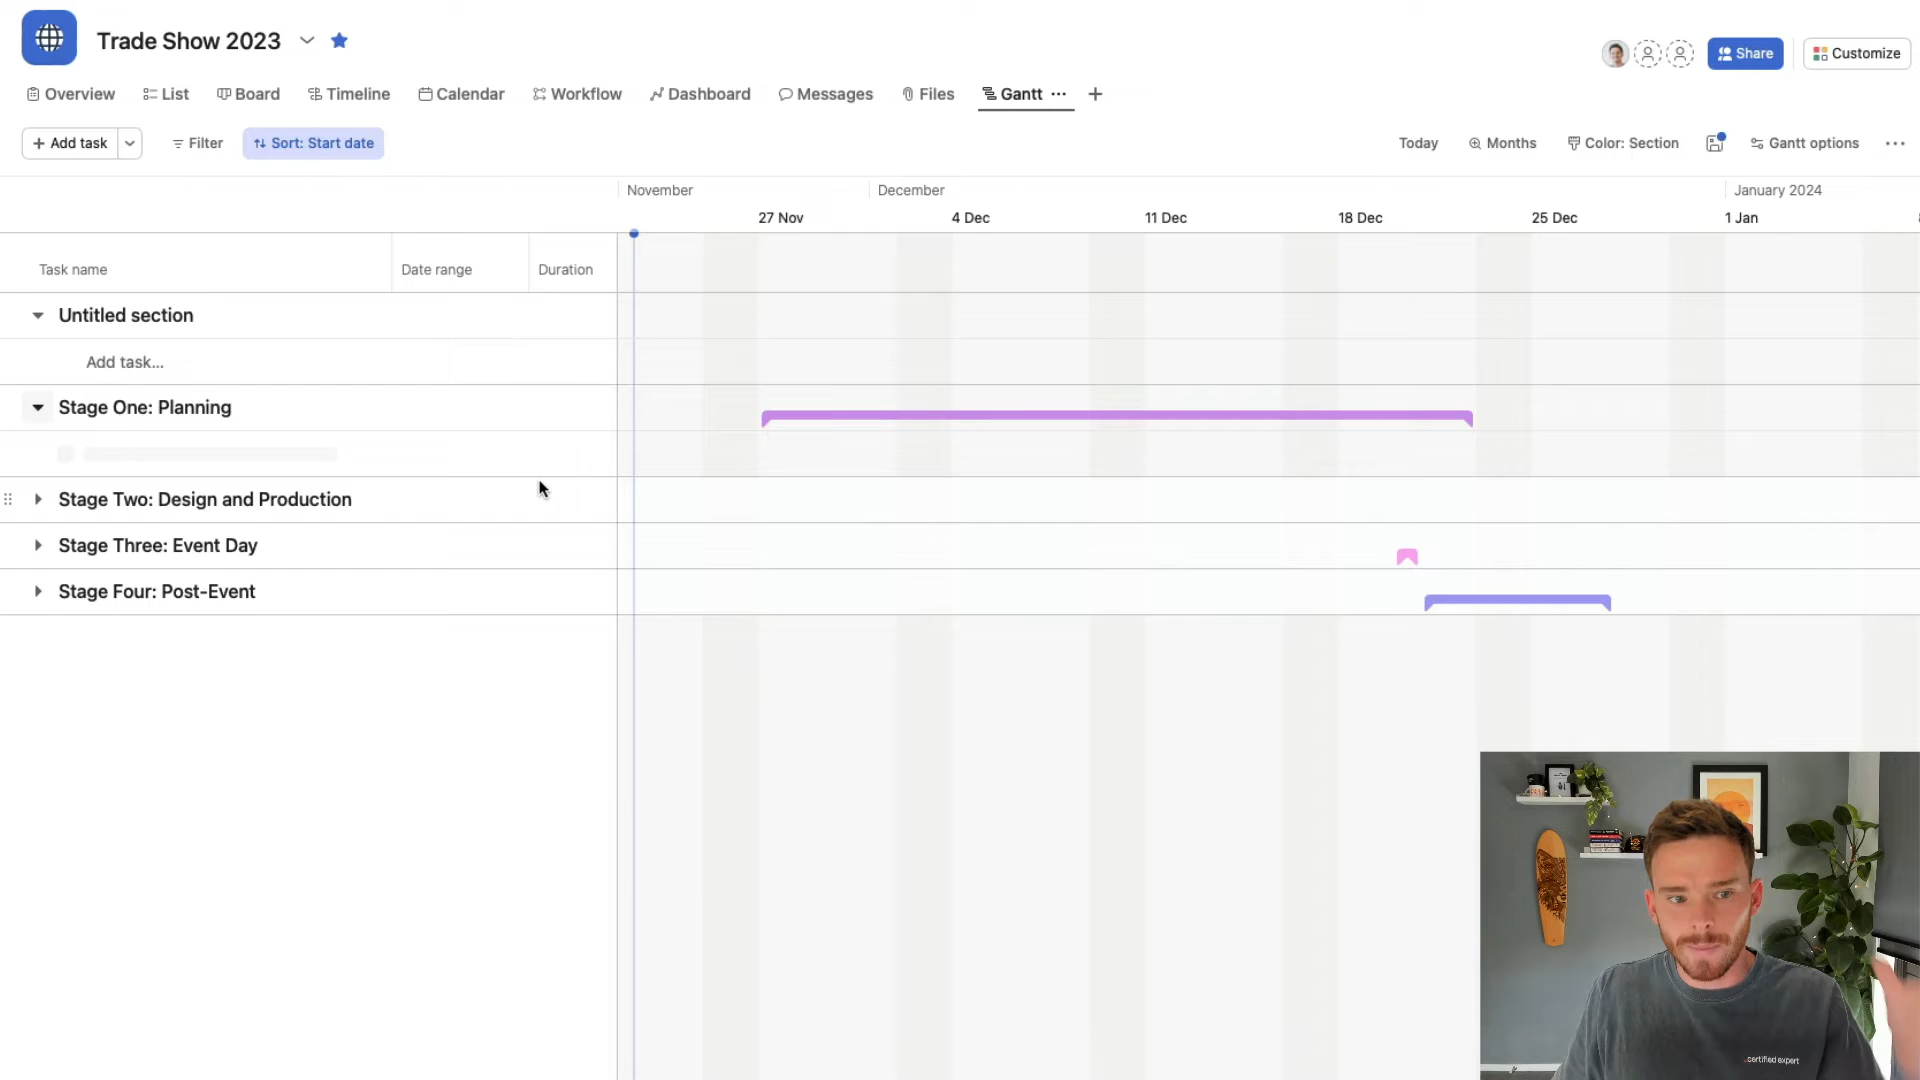 Trade Show 2023
Share
Customize
Overview
List
Board
Timeline
Calendar
Workflow
Dashboard
Messages
Files
Gantt
Add task
Filter
Sort: Start date
Today
Months
Color: Section
Gantt options
November
December
January 2024
27 Nov
4 Dec
11 Dec
18 Dec
25 Dec
1 Jan
Task name
Date range
Duration
Untitled section
Add task...
Stage One: Planning
Stage Two: Design and Production
Stage Three: Event Day
Stage Four: Post-Event
.certified expert